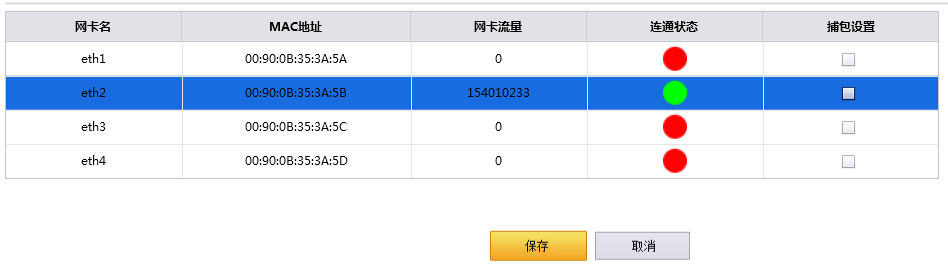 网卡名 MAC地址 网卡流量 连通状态 捕包设置
eth1 00:90:0B:35:3A:5A 0
eth2 00:90:0B:35:3A:5B 154010233
eth3 00:90:0B:35:3A:5C 0
eth4 00:90:0B:35:3A:5D 0
保存 取消